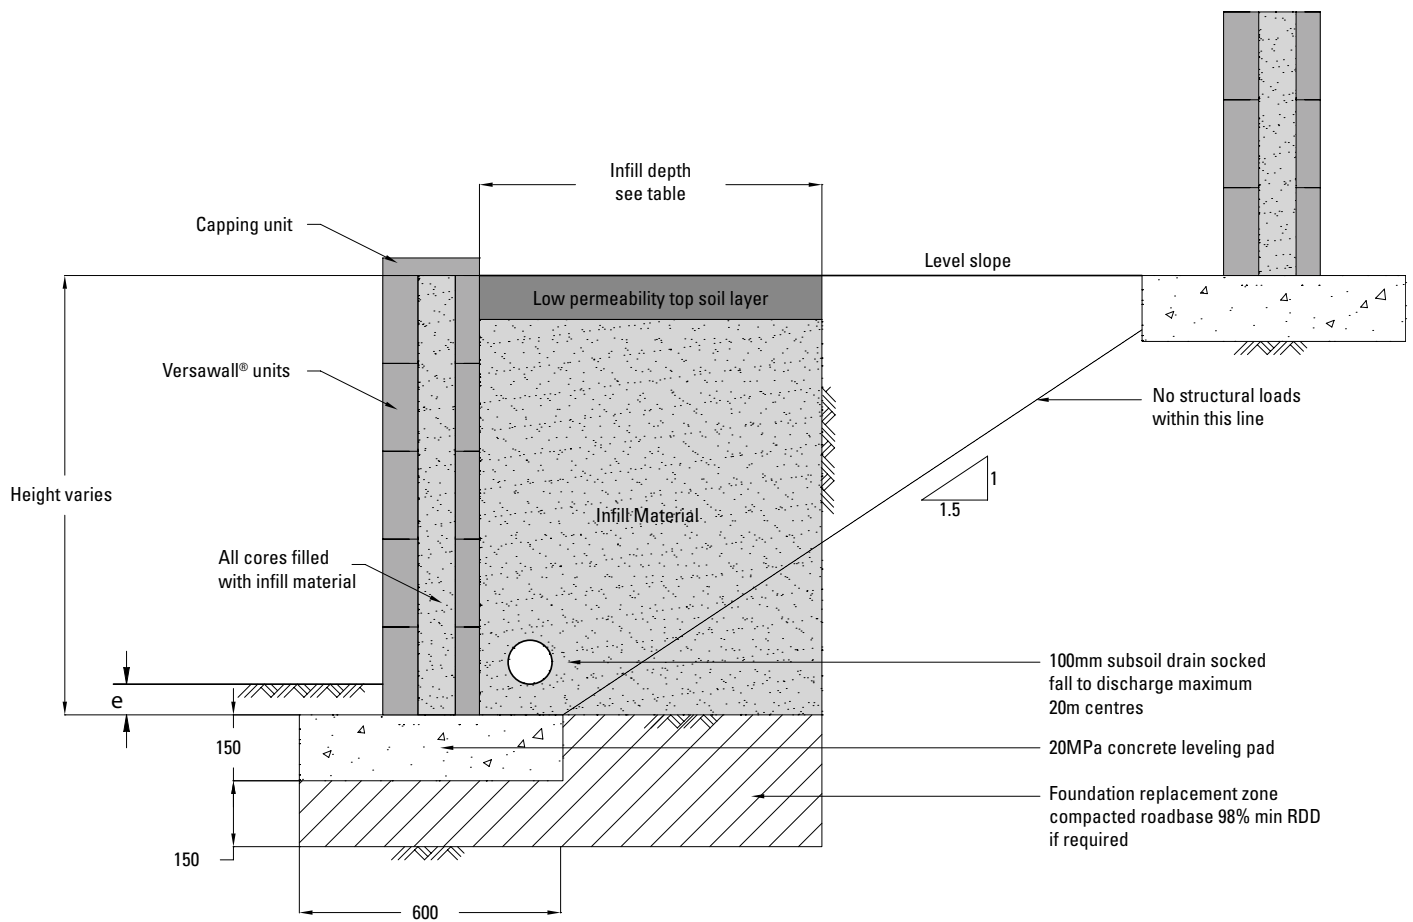 Infill depth
see table
Capping unit
Level slope
Low permeability top soil layer
Versawall® units
No structural loads
within this line
1
1.5
Height varies
Infill Material
All cores filled
with infill material
100mm subsoil drain socked
fall to discharge maximum
20m centres
e
150
20MPa concrete leveling pad
Foundation replacement zone
compacted roadbase 98% min RDD
if required
150
600